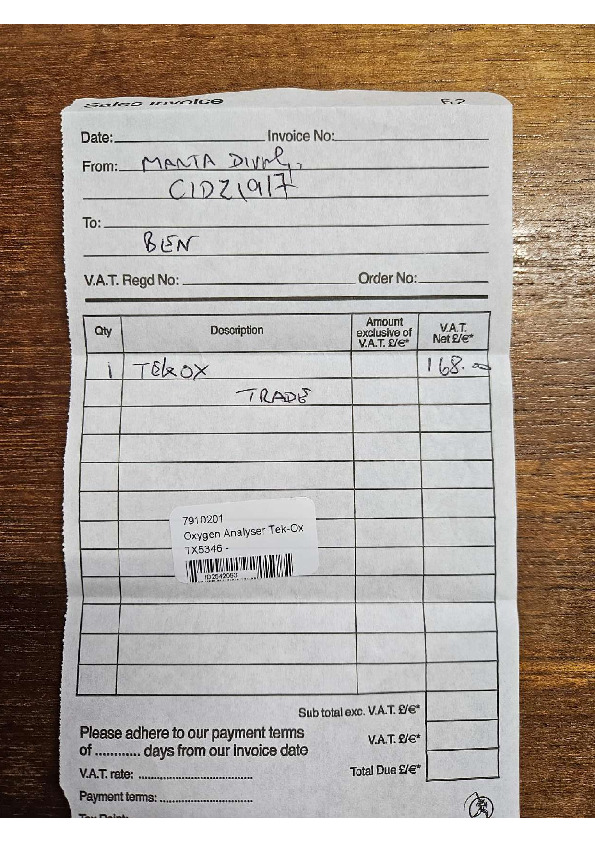 Sales Invoice
Date: Invoice No:
From: MANTA DIVING,
To:
BEN
V.A.T. Regd No: Order No:
Qty Description Amount exclusive of V.A.T. £/€* V.A.T. Net £/€*
1 TEKOX 168.00
TRADE
7910201
Oxygen Analyser Tek-Ox
TX5346 -
Sub total exc. V.A.T. £/€*
Please adhere to our payment terms
of ............ days from our invoice date
V.A.T. £/€*
V.A.T. rate: ................................
Total Due £/€*
Payment terms: ..........................